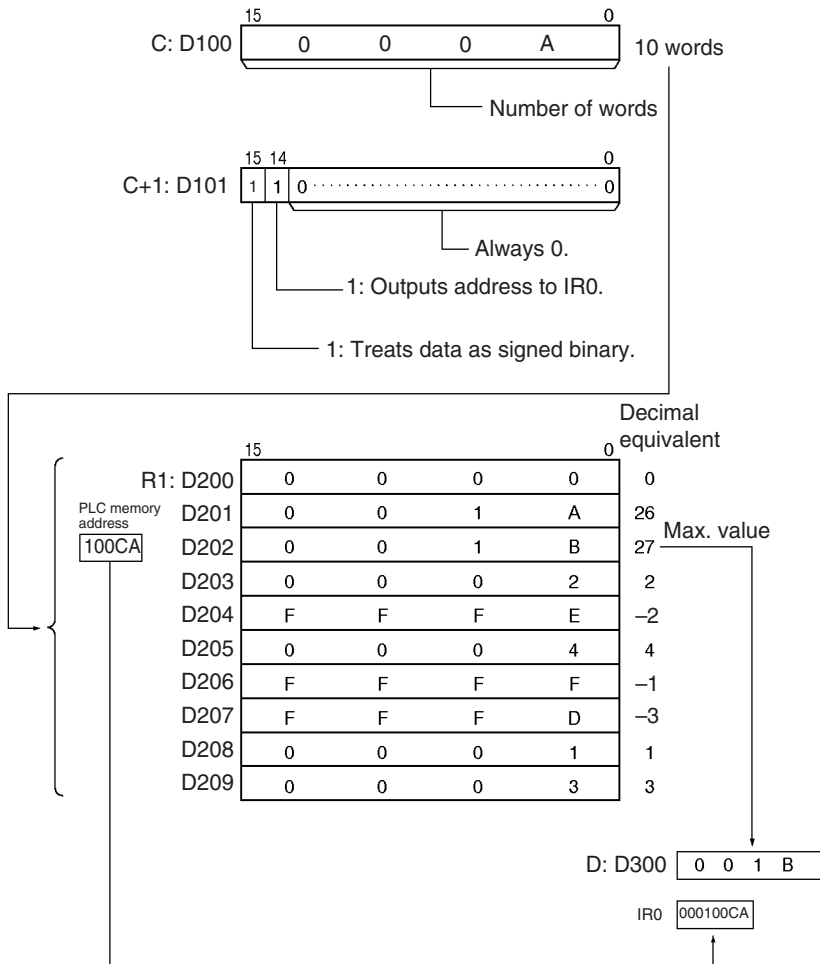 15 0
C: D100 0 0 0 A 10 words
Number of words
15 14 0
C+1: D101 1 1 0 ·································· 0
Always 0.
1: Outputs address to IR0.
1: Treats data as signed binary.
Decimal
equivalent
15 0
R1: D200 0 0 0 0 0
PLC memory
address
100CA
D201 0 0 1 A 26
Max. value
D202 0 0 1 B 27
D203 0 0 0 2 2
D204 F F F E –2
D205 0 0 0 4 4
D206 F F F F –1
D207 F F F D –3
D208 0 0 0 1 1
D209 0 0 0 3 3
D: D300 0 0 1 B
IR0 000100CA